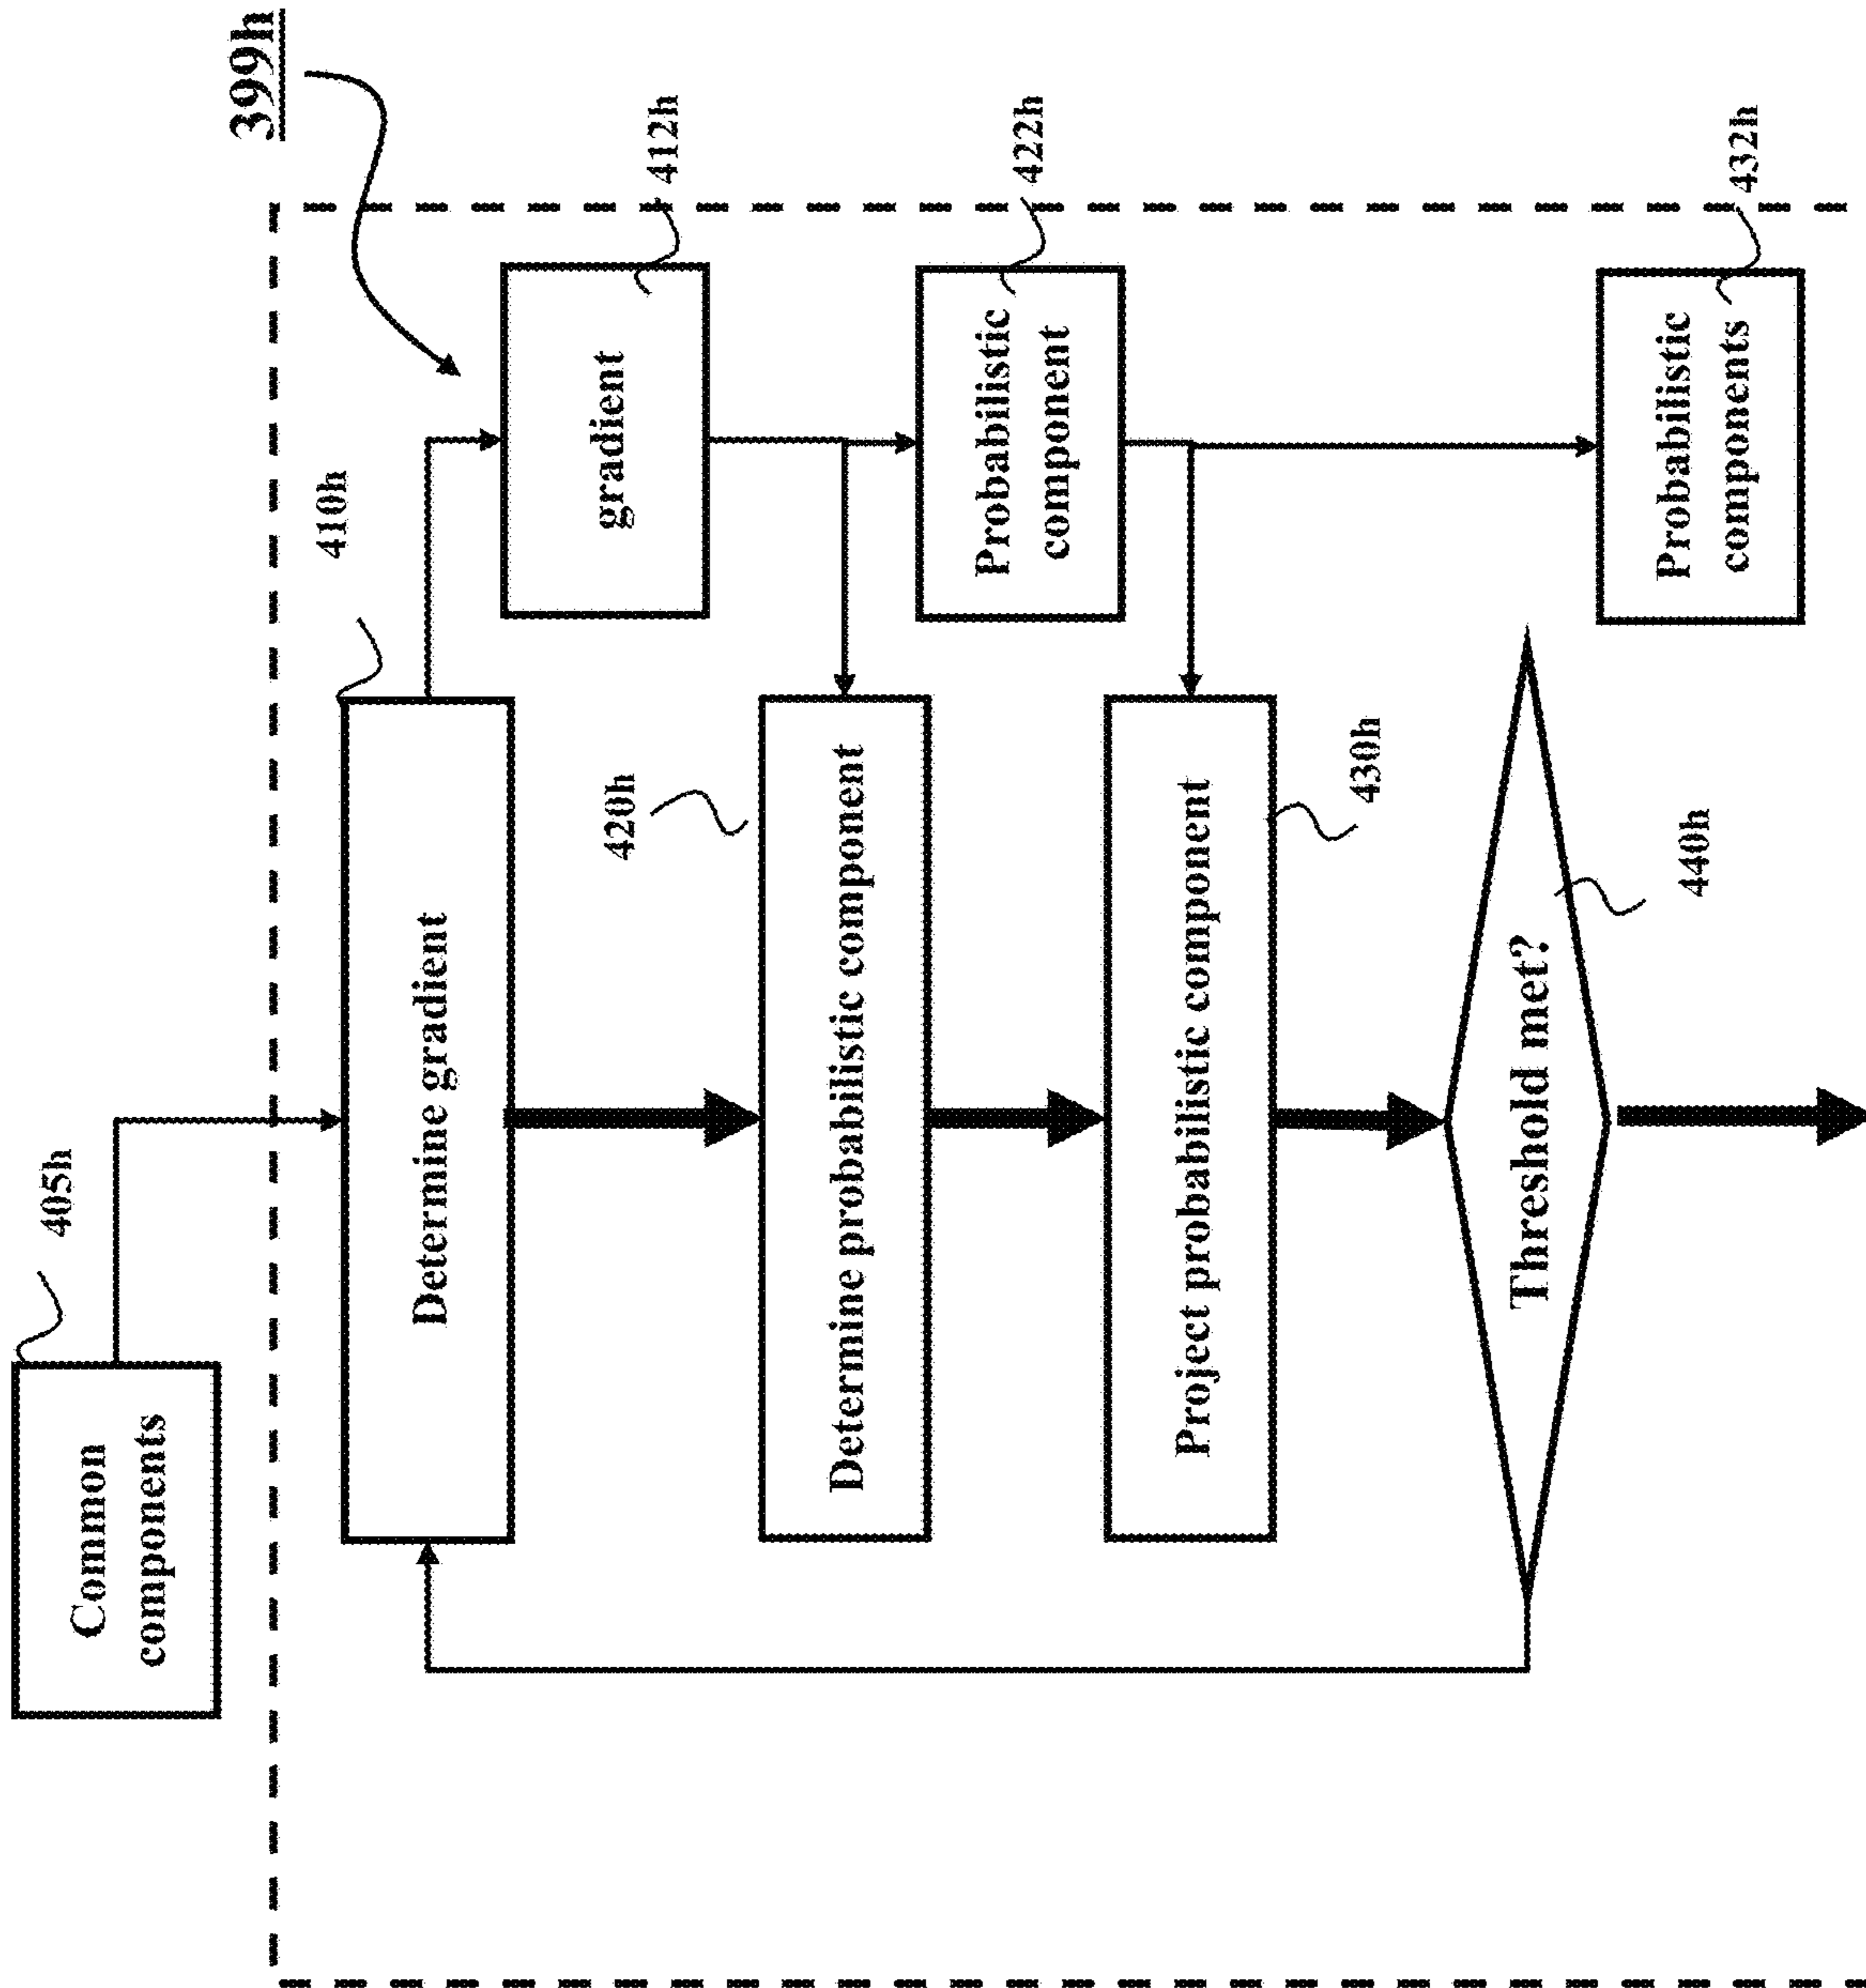 399h
Common
components
405h
410h
Determine gradient
gradient
412h
420h
Determine probabilistic component
Probabilistic
component
422h
Project probabilistic component
430h
Threshold met?
440h
Probabilistic
components
432h